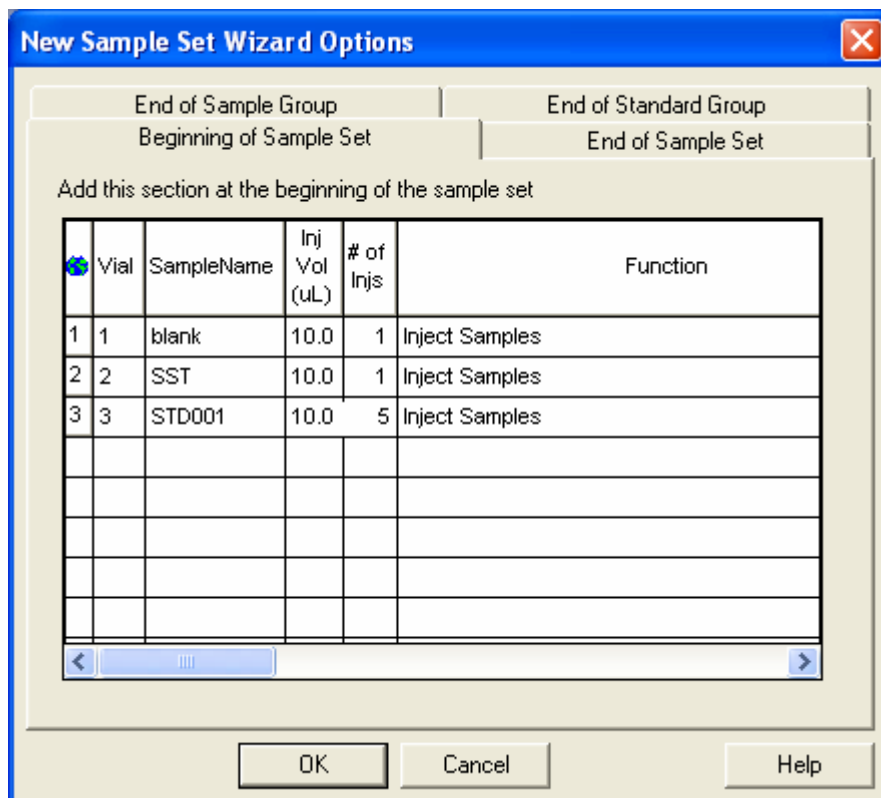 New Sample Set Wizard Options
End of Sample Group End of Standard Group
Beginning of Sample Set End of Sample Set
Add this section at the beginning of the sample set
Vial SampleName Inj Vol (uL) # of Injs Function
1 1 blank 10.0 1 Inject Samples
2 2 SST 10.0 1 Inject Samples
3 3 STD001 10.0 5 Inject Samples
OK Cancel Help